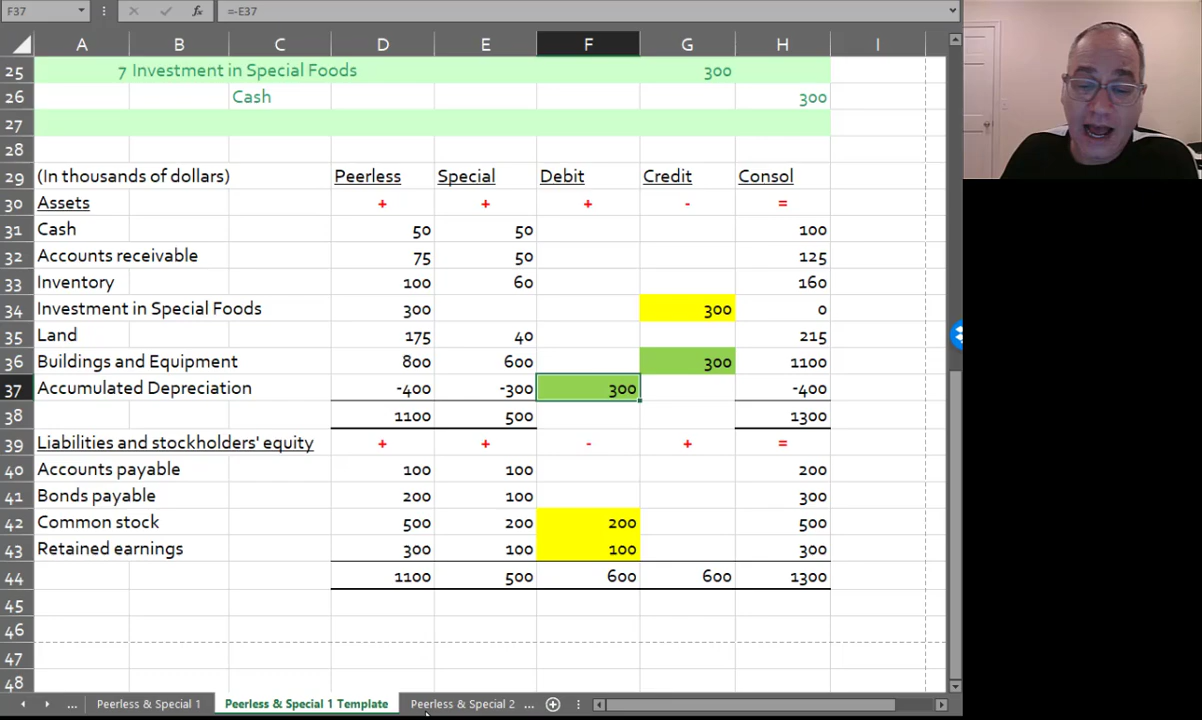 F37 fx =-E37
A B C D E F G H I
25 7 Investment in Special Foods 300
26 Cash 300
27
28
29 (In thousands of dollars) Peerless Special Debit Credit Consol
30 Assets + + + - =
31 Cash 50 50 100
32 Accounts receivable 75 50 125
33 Inventory 100 60 160
34 Investment in Special Foods 300 300 0
35 Land 175 40 215
36 Buildings and Equipment 800 600 300 1100
37 Accumulated Depreciation -400 -300 300 -400
38 1100 500 1300
39 Liabilities and stockholders' equity + + - + =
40 Accounts payable 100 100 200
41 Bonds payable 200 100 300
42 Common stock 500 200 200 500
43 Retained earnings 300 100 100 300
44 1100 500 600 600 1300
45
46
47
48
... Peerless & Special 1 Peerless & Special 1 Template Peerless & Special 2 ...